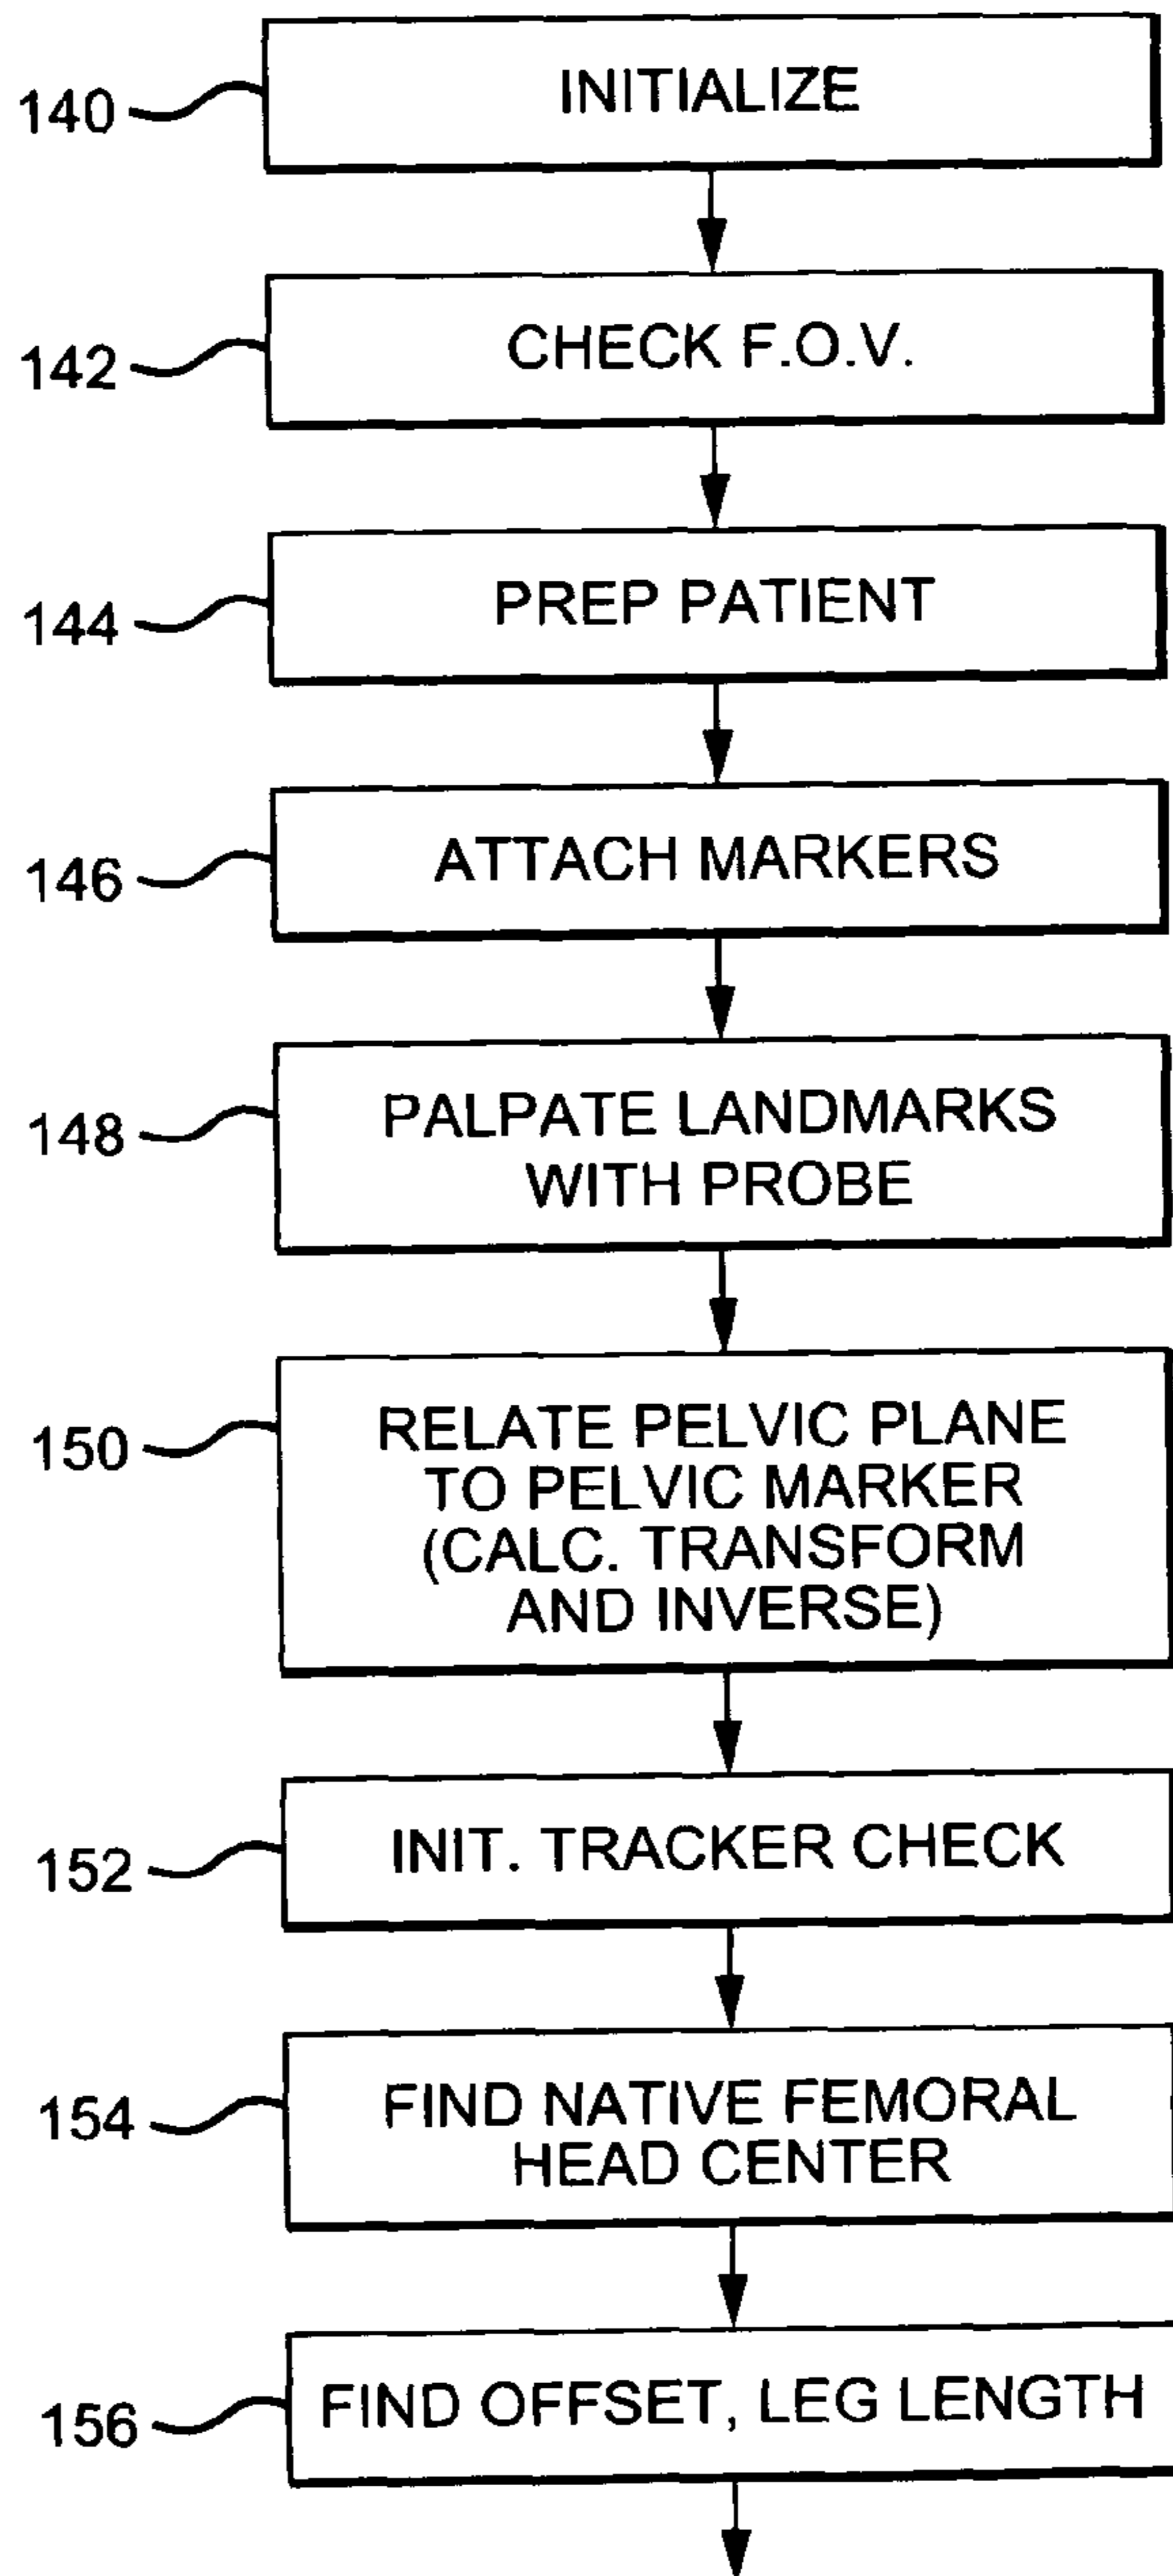 140
INITIALIZE
142
CHECK F.O.V.
144
PREP PATIENT
146
ATTACH MARKERS
148
PALPATE LANDMARKS
WITH PROBE
150
RELATE PELVIC PLANE
TO PELVIC MARKER
(CALC. TRANSFORM
AND INVERSE)
152
INIT. TRACKER CHECK
154
FIND NATIVE FEMORAL
HEAD CENTER
156
FIND OFFSET, LEG LENGTH